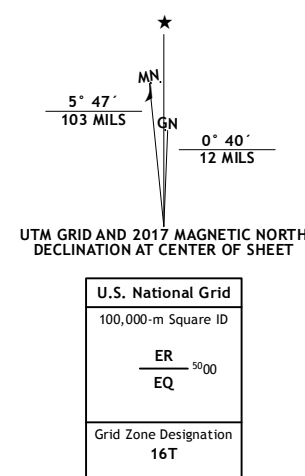 ★
MN.
5° 47´
103 MILS
GN
0° 40´
12 MILS
UTM GRID AND 2017 MAGNETIC NORTH
DECLINATION AT CENTER OF SHEET
U.S. National Grid
100,000-m Square ID
ER
5000
EQ
Grid Zone Designation
16T